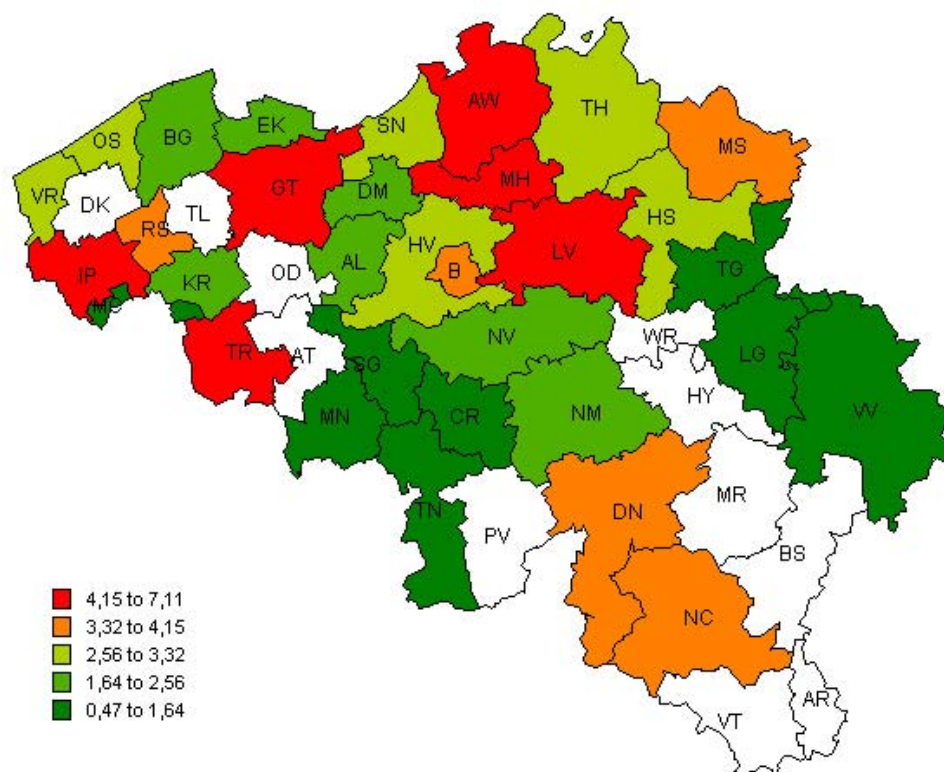 AW
TH
OS
BG
EK
SN
MS
VR
DK
TL
GT
DM
MH
HS
RS
HV
B
LV
IP
KR
OD
AL
TG
NV
WR
TR
AT
SG
LG
MN
CR
NM
HY
VV
TN
PV
DN
MR
BS
NC
AR
VT
4,15 to 7,11
3,32 to 4,15
2,56 to 3,32
1,64 to 2,56
0,47 to 1,64